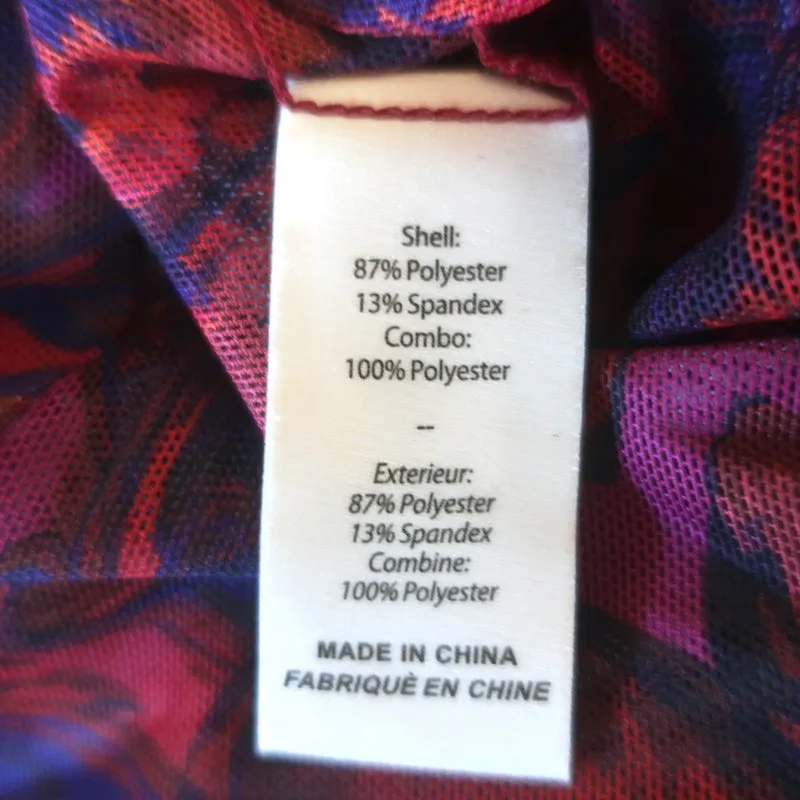 Shell:
87% Polyester
13% Spandex
Combo:
100% Polyester
--
Exterieur:
87% Polyester
13% Spandex
Combine:
100% Polyester
MADE IN CHINA
FABRIQUÈ EN CHINE